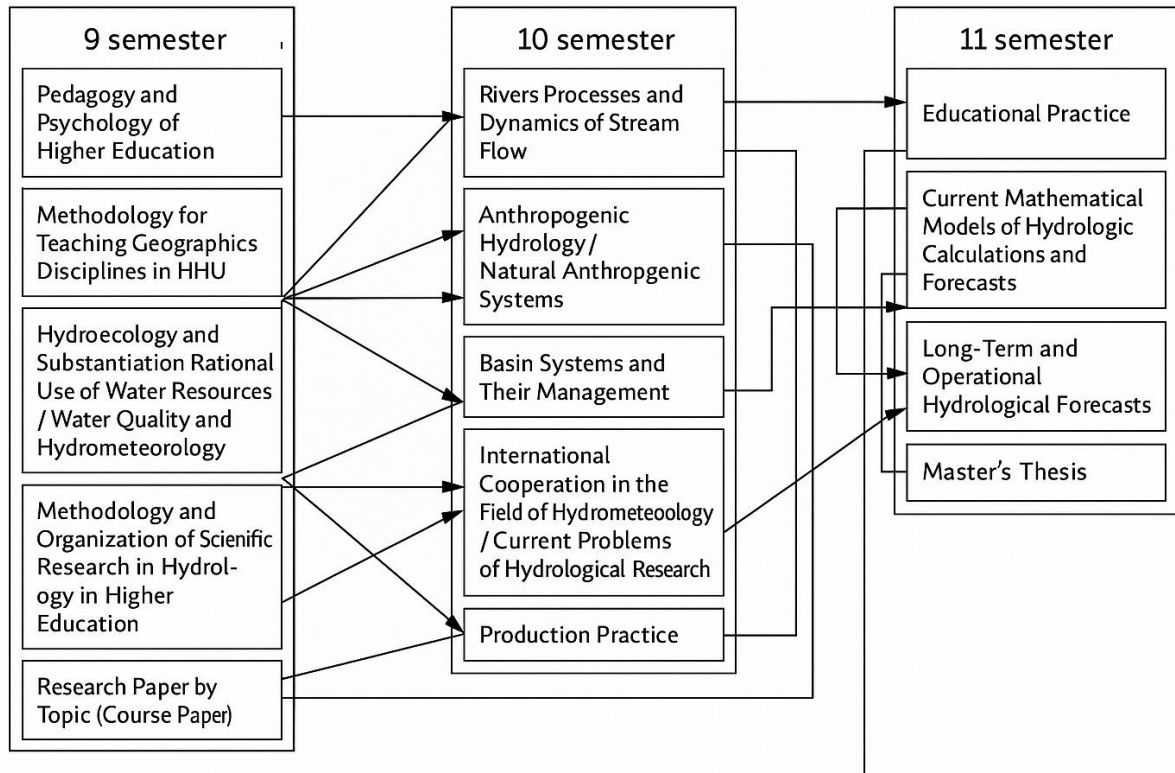 9 semester
Pedagogy and
Psychology of
Higher Education
Methodology for
Teaching Geographics
Disciplines in HHU
Hydroecology and
Substantiation Rational
Use of Water Resources
/ Water Quality and
Hydrometeorology
Methodology and
Organization of Scienific
Research in Hydrol-
ogy in Higher
Education
Research Paper by
Topic (Course Paper)
10 semester
Rivers Processes and
Dynamics of Stream
Flow
Anthropogenic
Hydrology/
Natural Anthropgenic
Systems
Basin Systems and
Their Management
International
Cooperation in the
Field of Hydrometeoology
/ Current Problems
of Hydrological Research
Production Practice
11 semester
Educational Practice
Current Mathematical
Models of Hydrologic
Calculations and
Forecasts
Long-Term and
Operational
Hydrological Forecasts
Master's Thesis